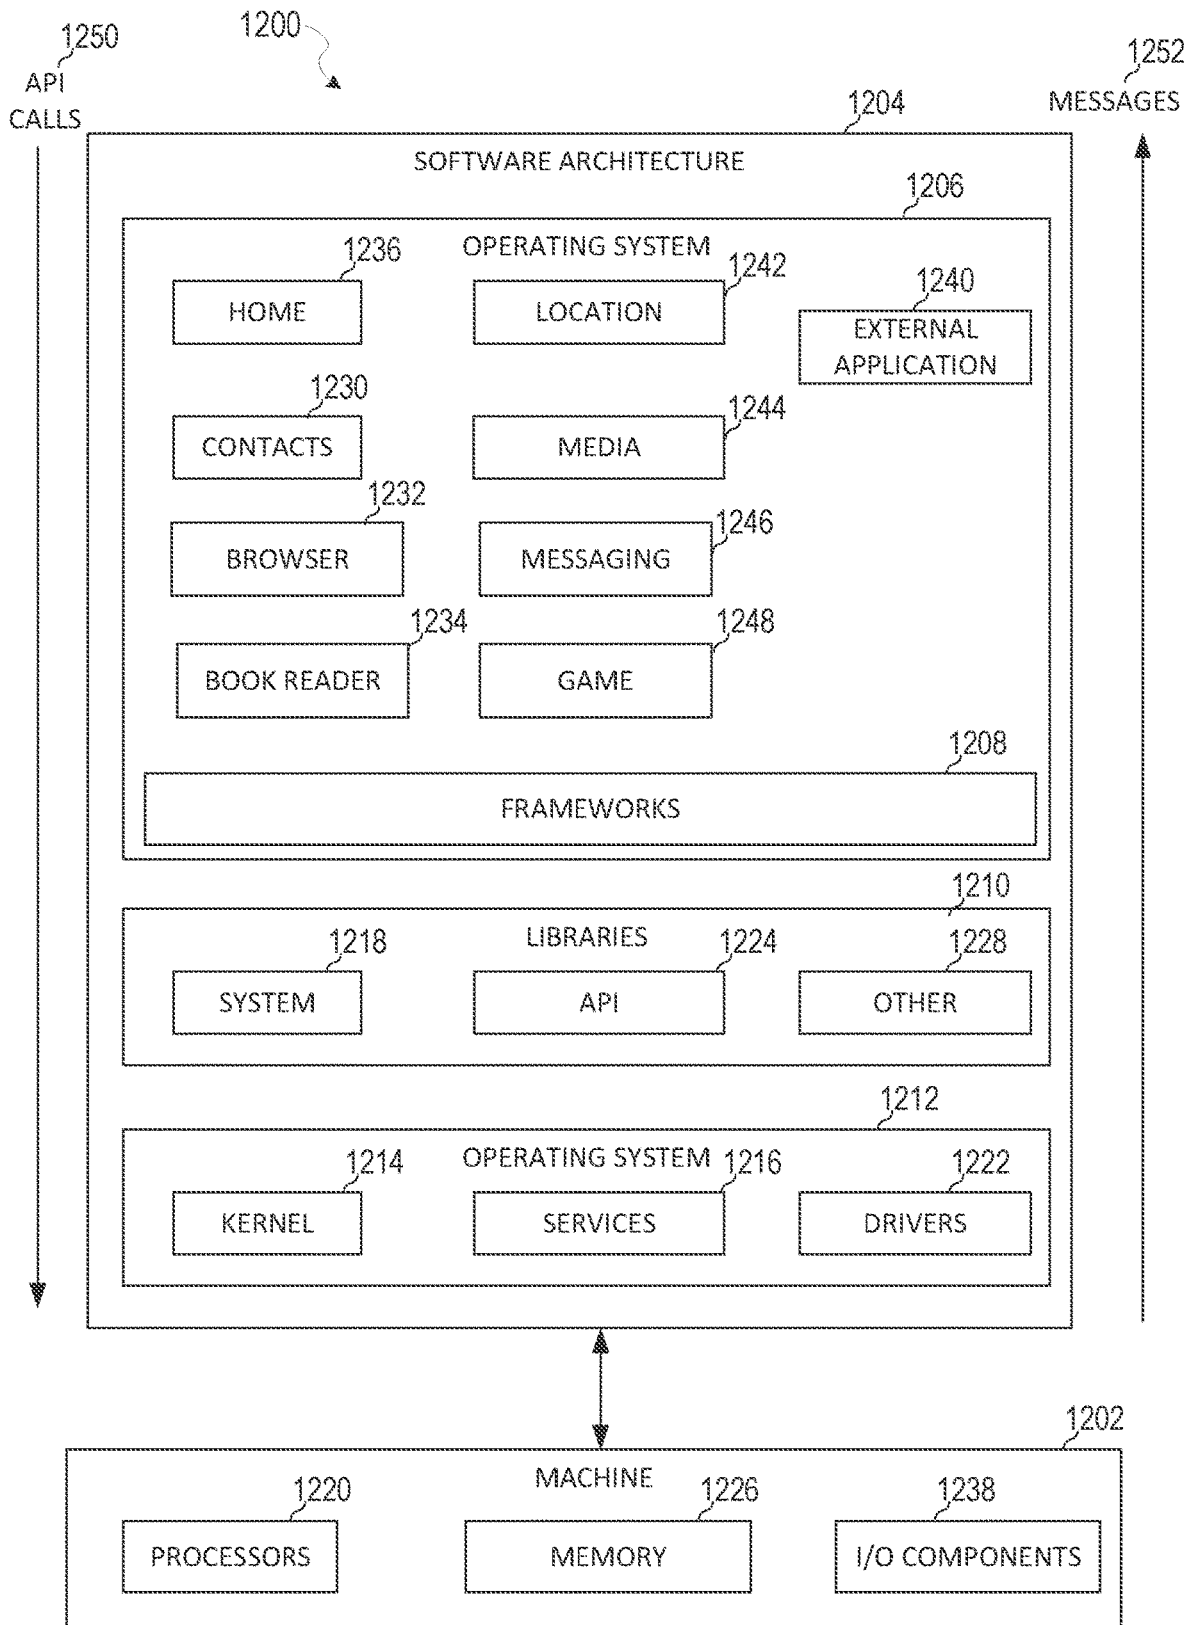 1250
1200
1252
API
CALLS
MESSAGES
1204
SOFTWARE ARCHITECTURE
1206
OPERATING SYSTEM
1236
1242
1240
HOME
LOCATION
EXTERNAL
APPLICATION
1230
1244
CONTACTS
MEDIA
1232
1246
BROWSER
MESSAGING
1234
1248
BOOK READER
GAME
1208
FRAMEWORKS
1210
LIBRARIES
1218
1224
1228
SYSTEM
API
OTHER
1212
OPERATING SYSTEM
1214
1216
1222
KERNEL
SERVICES
DRIVERS
1202
MACHINE
1220
1226
1238
PROCESSORS
MEMORY
I/O COMPONENTS